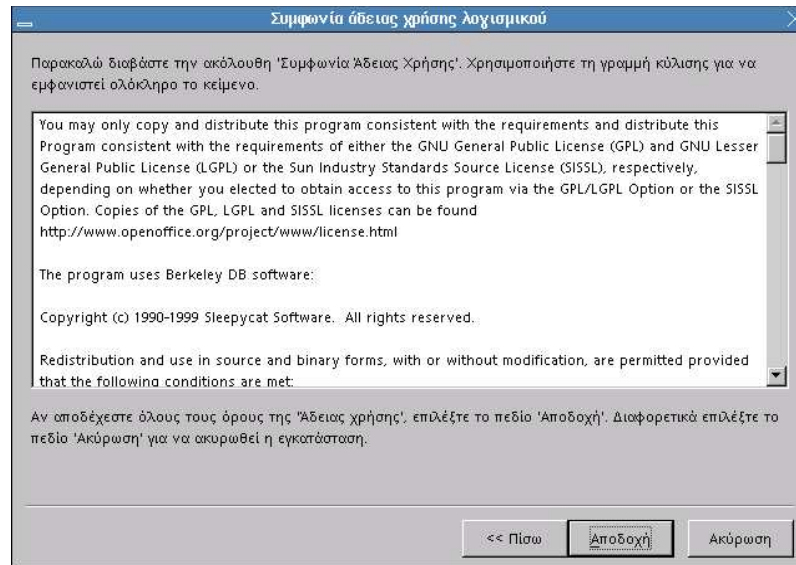 Συμφωνία άδειας χρήσης λογισμικού
Παρακαλώ διαβάστε την ακόλουθη 'Συμφωνία Άδειας Χρήσης'. Χρησιμοποιήστε τη γραμμή κύλισης για να
εμφανιστεί ολόκληρο το κείμενο.
You may only copy and distribute this program consistent with the requirements and distribute this
Program consistent with the requirements of either the GNU General Public License (GPL) and GNU Lesser
General Public License (LGPL) or the Sun Industry Standards Source License (SISSL), respectively,
depending on whether you elected to obtain access to this program via the GPL/LGPL Option or the SISSL
Option. Copies of the GPL, LGPL and SISSL licenses can be found
http://www.openoffice.org/project/www/license.html
The program uses Berkeley DB software:
Copyright (c) 1990-1999 Sleepycat Software. All rights reserved.
Redistribution and use in source and binary forms, with or without modification, are permitted provided
that the following conditions are met:
Αν αποδέχεστε όλους τους όρους της 'Άδειας χρήσης', επιλέξτε το πεδίο 'Αποδοχή'. Διαφορετικά επιλέξτε το
πεδίο 'Ακύρωση' για να ακυρωθεί η εγκατάσταση.
<< Πίσω Αποδοχή Ακύρωση